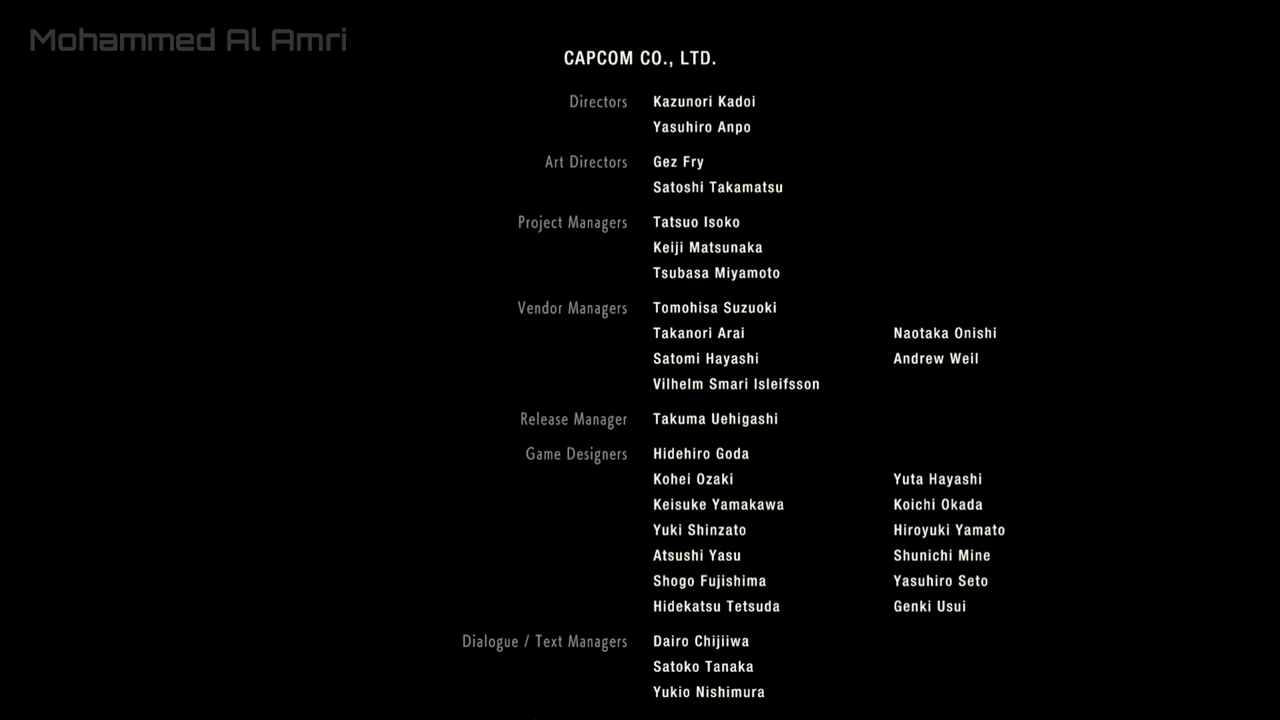 Mohammed Al Amri
CAPCOM CO., LTD.
Directors Kazunori Kadoi
Yasuhiro Anpo
Art Directors Gez Fry
Satoshi Takamatsu
Project Managers Tatsuo Isoko
Keiji Matsunaka
Tsubasa Miyamoto
Vendor Managers Tomohisa Suzuoki
Takanori Arai Naotaka Onishi
Satomi Hayashi Andrew Weil
Vilhelm Smari Isleifsson
Release Manager Takuma Uehigashi
Game Designers Hidehiro Goda
Kohei Ozaki Yuta Hayashi
Keisuke Yamakawa Koichi Okada
Yuki Shinzato Hiroyuki Yamato
Atsushi Yasu Shunichi Mine
Shogo Fujishima Yasuhiro Seto
Hidekatsu Tetsuda Genki Usui
Dialogue / Text Managers Dairo Chijiiwa
Satoko Tanaka
Yukio Nishimura